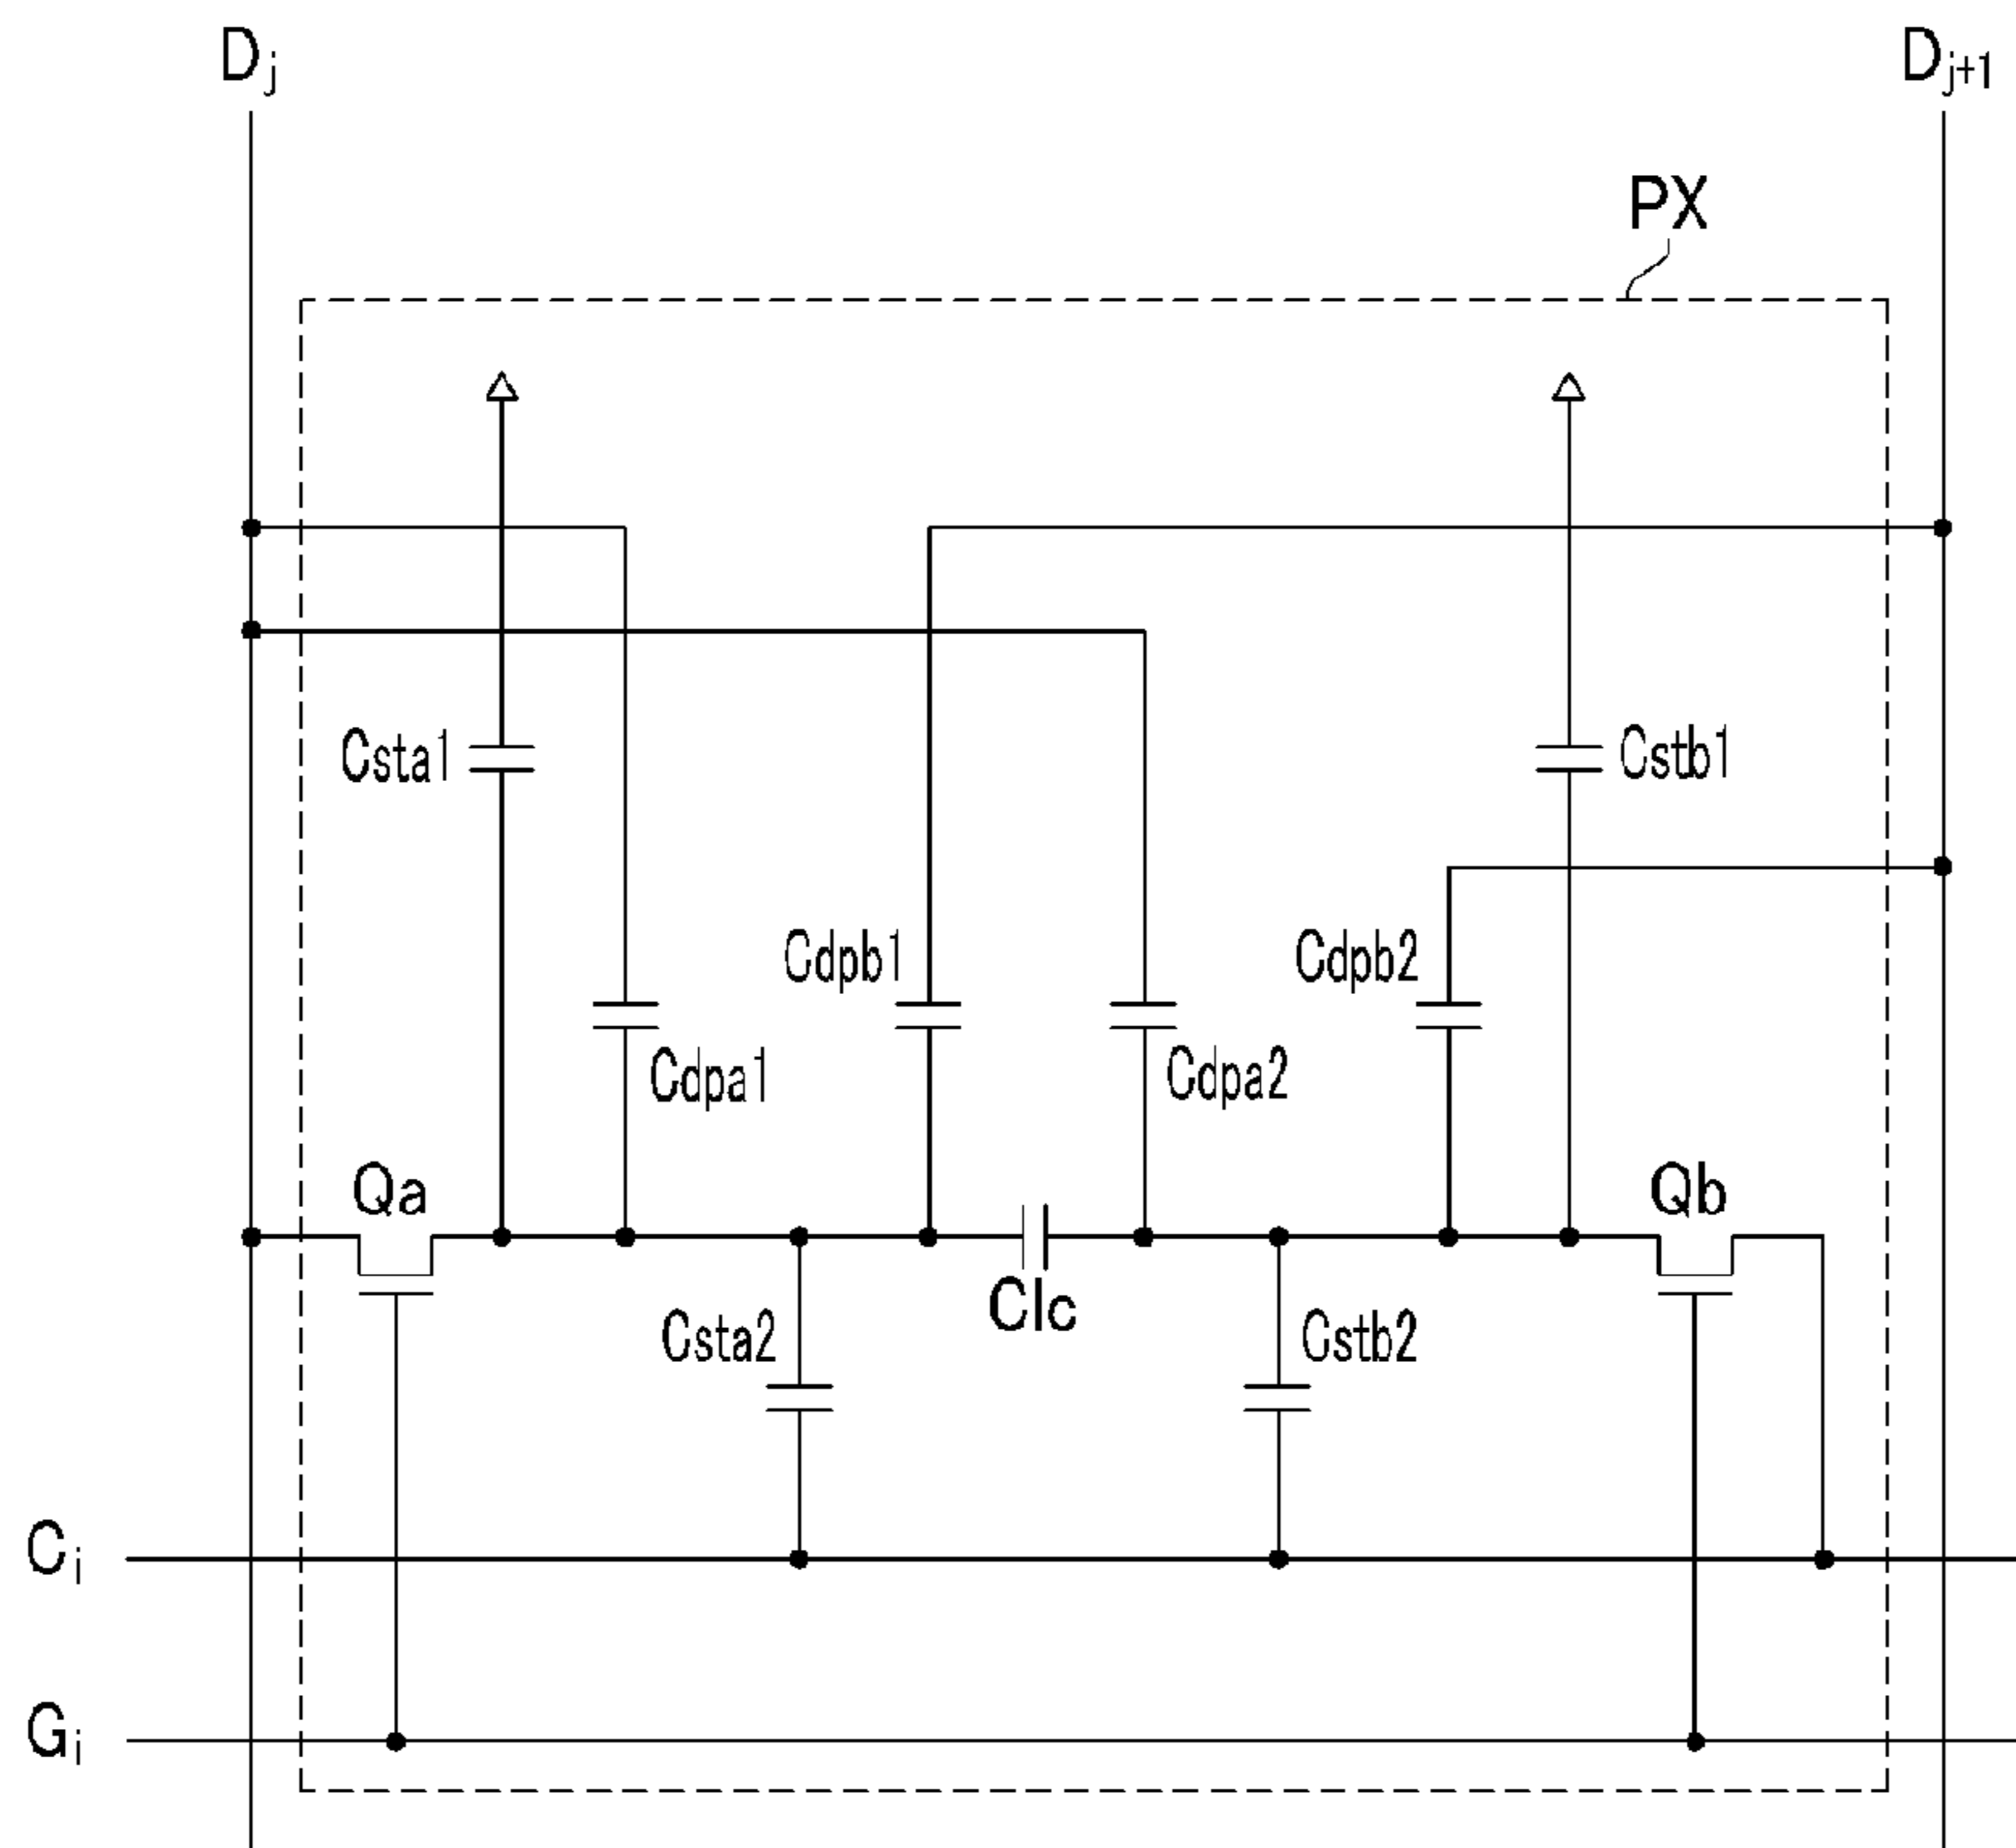 Dj
Dj+1
PX
Csta1
Cstb1
Cdpb1
Cdpb2
Cdpa1
Cdpa2
Qa
Qb
Clc
Csta2
Cstb2
Ci
Gi